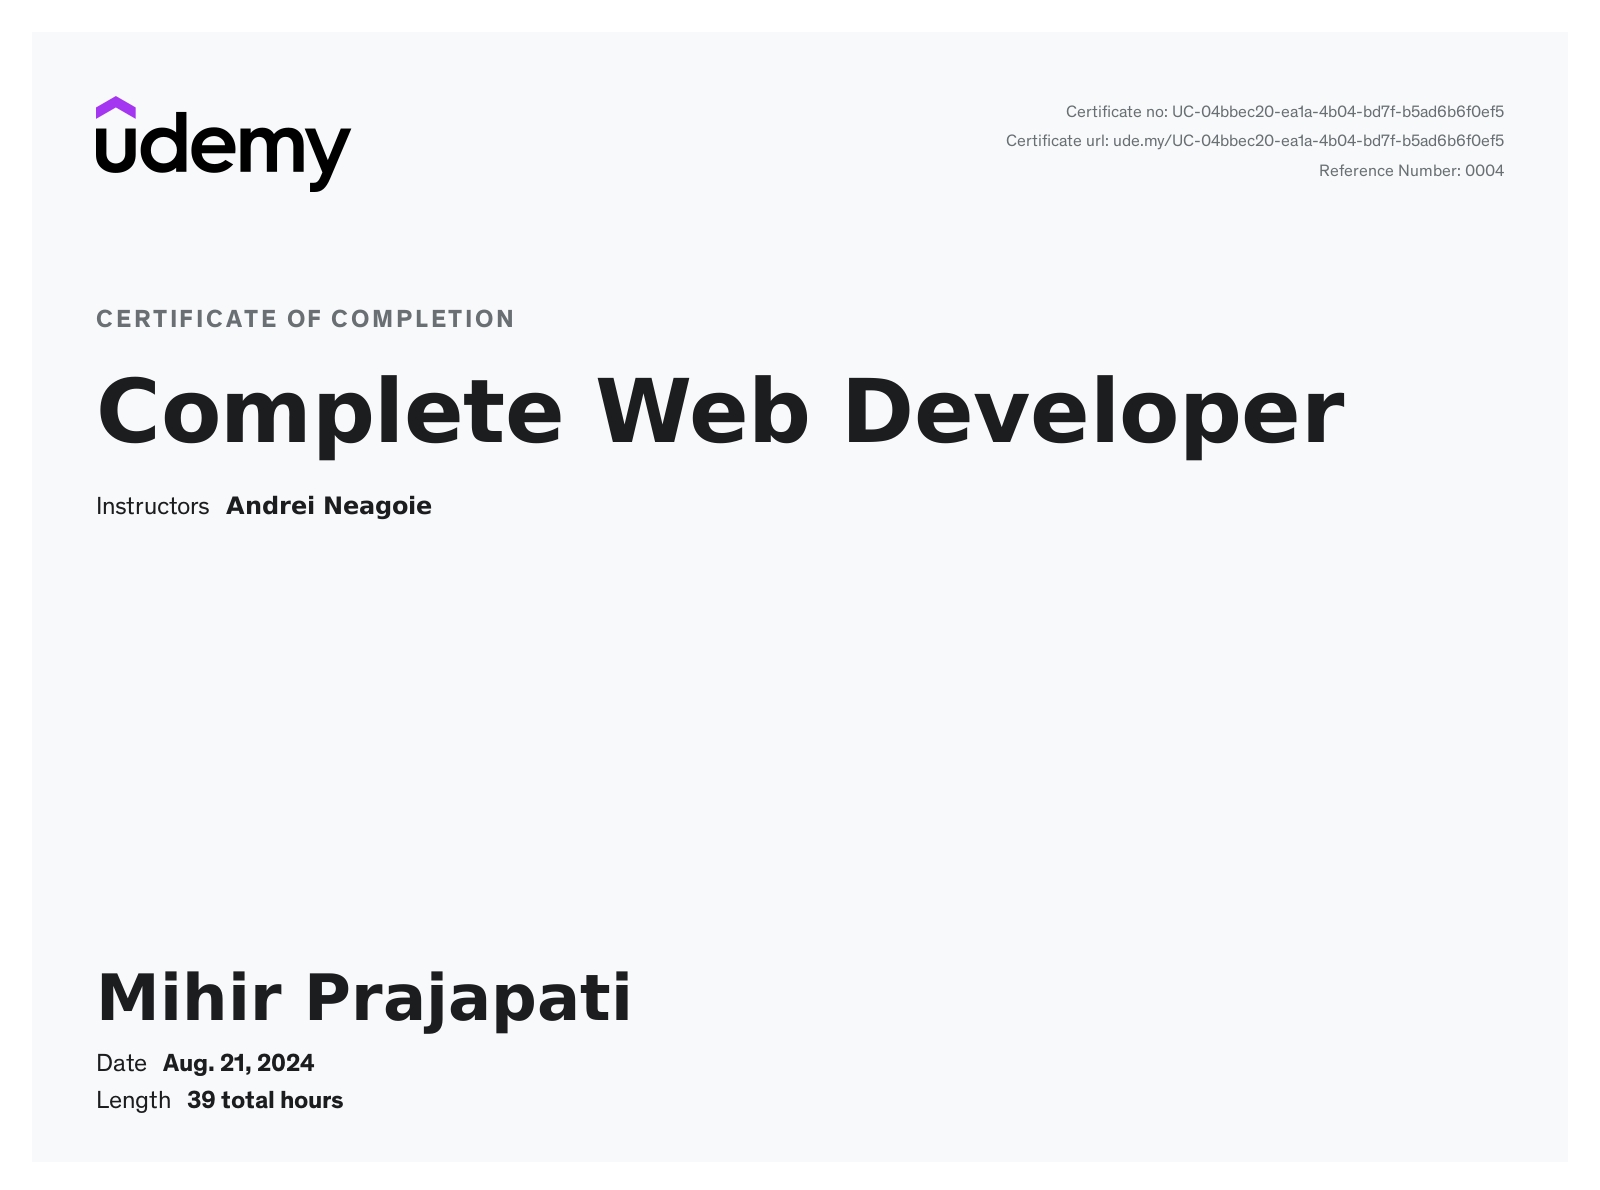 udemy
Certificate no: UC-04bbec20-ea1a-4b04-bd7f-b5ad6b6f0ef5
Certificate url: ude.my/UC-04bbec20-ea1a-4b04-bd7f-b5ad6b6f0ef5
Reference Number: 0004
CERTIFICATE OF COMPLETION
Complete Web Developer
Instructors Andrei Neagoie
Mihir Prajapati
Date Aug. 21, 2024
Length 39 total hours